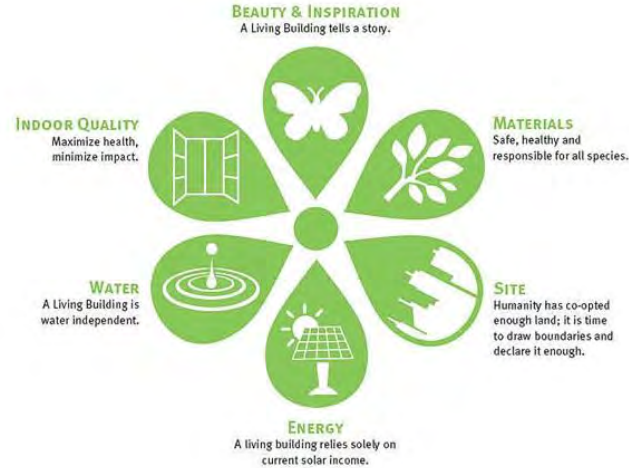 BEAUTY & INSPIRATION
A Living Building tells a story.
INDOOR QUALITY
Maximize health,
minimize impact.
MATERIALS
Safe, healthy and
responsible for all species.
WATER
A Living Building is
water independent.
SITE
Humanity has co-opted
enough land; it is time
to draw boundaries and
declare it enough.
ENERGY
A living building relies solely on
current solar income.